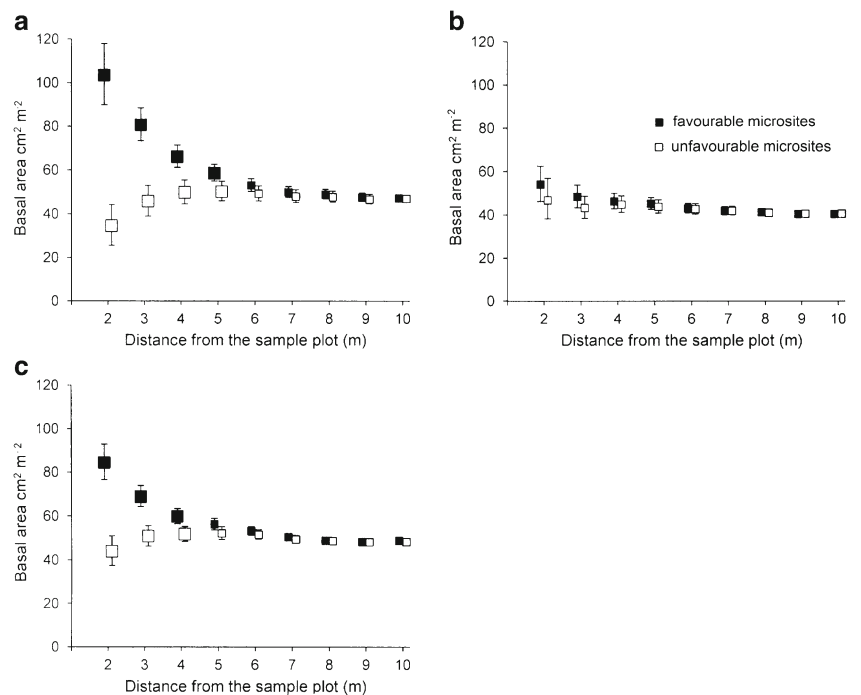 a
120
100
80
60
40
20
0
Basal area cm² m⁻²
2 3 4 5 6 7 8 9 10
Distance from the sample plot (m)
b
120
100
80
60
40
20
0
Basal area cm² m⁻²
favourable microsites
unfavourable microsites
2 3 4 5 6 7 8 9 10
Distance from the sample plot (m)
c
120
100
80
60
40
20
0
Basal area cm² m⁻²
2 3 4 5 6 7 8 9 10
Distance from the sample plot (m)